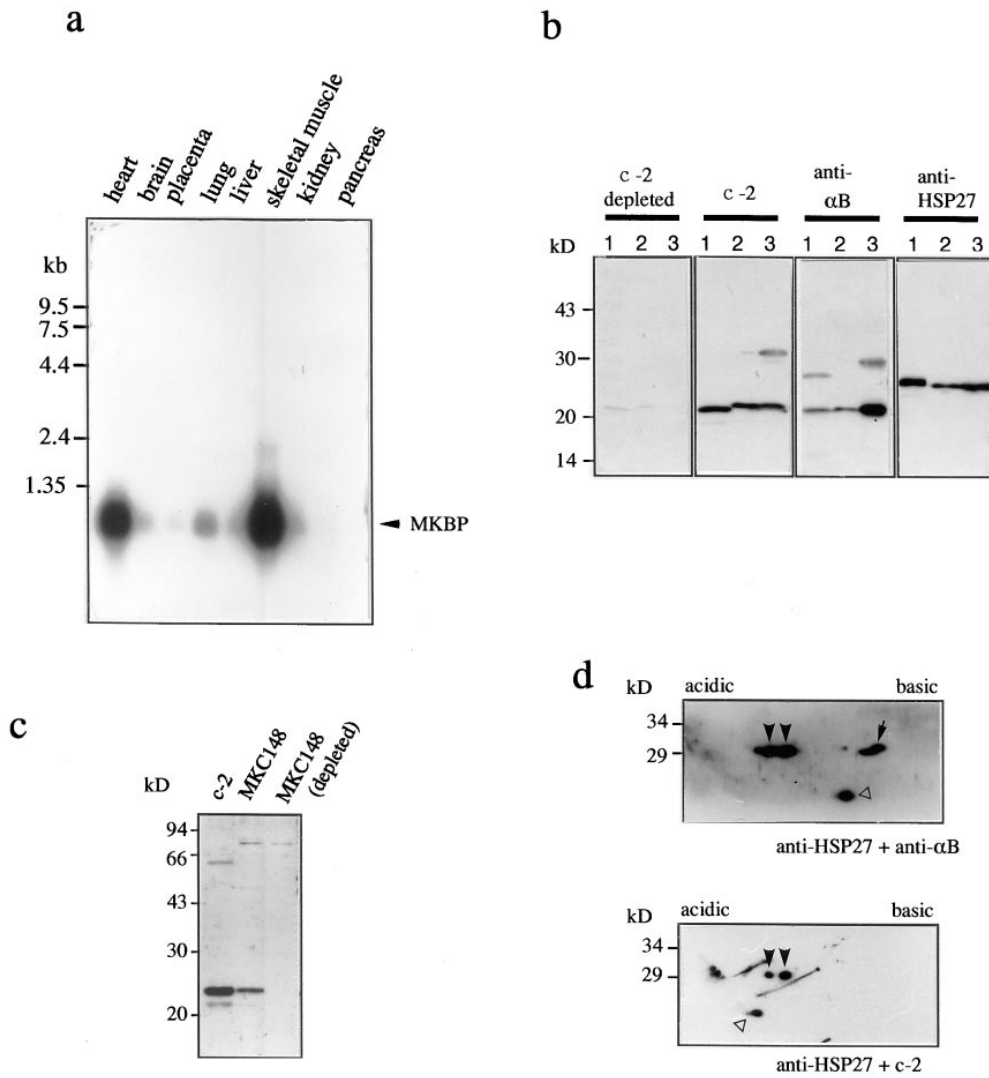 a
heart
brain
placenta
lung
liver
skeletal muscle
kidney
pancreas
kb
9.5
7.5
4.4
2.4
1.35
MKBP
b
c-2 depleted
c-2
anti-αB
anti-HSP27
kD
1 2 3
1 2 3
1 2 3
1 2 3
43
30
20
14
c
kD
c-2
MKC148
MKC148 (depleted)
94
66
43
30
20
d
kD
acidic
basic
34
29
anti-HSP27 + anti-αB
kD
acidic
basic
34
29
anti-HSP27 + c-2